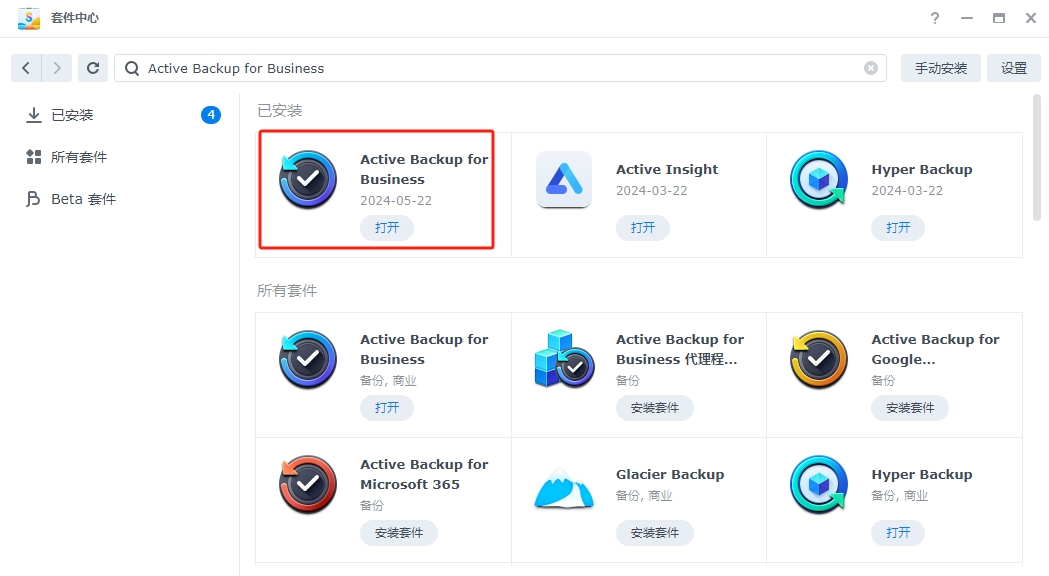 套件中心
Active Backup for Business
手动安装
设置
已安装
4
所有套件
Beta 套件
已安装
Active Backup for
Business
2024-05-22
打开
Active Insight
2024-03-22
打开
Hyper Backup
2024-03-22
打开
所有套件
Active Backup for
Business
备份, 商业
打开
Active Backup for
Business 代理程...
备份
安装套件
Active Backup for
Google...
备份
安装套件
Active Backup for
Microsoft 365
备份
安装套件
Glacier Backup
备份, 商业
安装套件
Hyper Backup
备份, 商业
打开